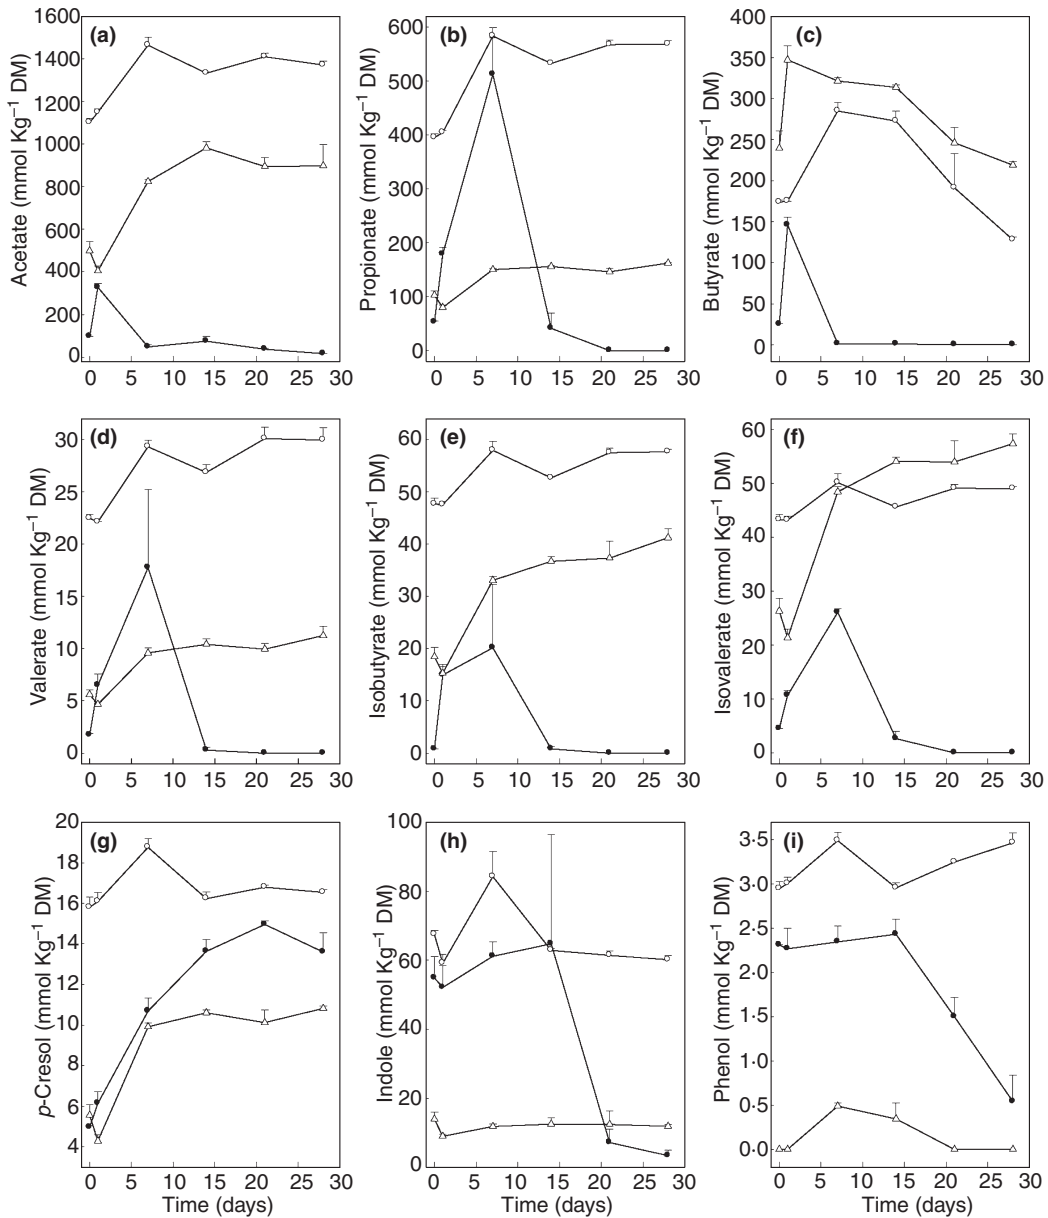 (a)
Acetate (mmol Kg⁻¹ DM)
1600
1400
1200
1000
800
600
400
200
0
0 5 10 15 20 25 30
(b)
Propionate (mmol Kg⁻¹ DM)
600
500
400
300
200
100
0
0 5 10 15 20 25 30
(c)
Butyrate (mmol Kg⁻¹ DM)
400
350
300
250
200
150
100
50
0
0 5 10 15 20 25 30
(d)
Valerate (mmol Kg⁻¹ DM)
30
25
20
15
10
5
0
0 5 10 15 20 25 30
(e)
Isobutyrate (mmol Kg⁻¹ DM)
60
50
40
30
20
10
0
0 5 10 15 20 25 30
(f)
Isovalerate (mmol Kg⁻¹ DM)
60
50
40
30
20
10
0
0 5 10 15 20 25 30
(g)
p-Cresol (mmol Kg⁻¹ DM)
20
18
16
14
12
10
8
6
4
0 5 10 15 20 25 30
Time (days)
(h)
Indole (mmol Kg⁻¹ DM)
100
80
60
40
20
0
0 5 10 15 20 25 30
Time (days)
(i)
Phenol (mmol Kg⁻¹ DM)
3·5
3·0
2·5
2·0
1·5
1·0
0·5
0·0
0 5 10 15 20 25 30
Time (days)